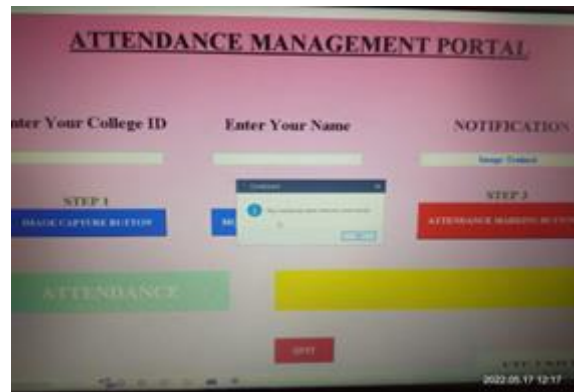 ATTENDANCE MANAGEMENT PORTAL
nter Your College ID
Enter Your Name
NOTIFICATION
Image Trained
STEP 1
STEP 3
IMAGE CAPTURE BUTTON
MO
ATTENDANCE MARKING BUTTON
ATTENDANCE
QUIT
2022.05.17 12:17